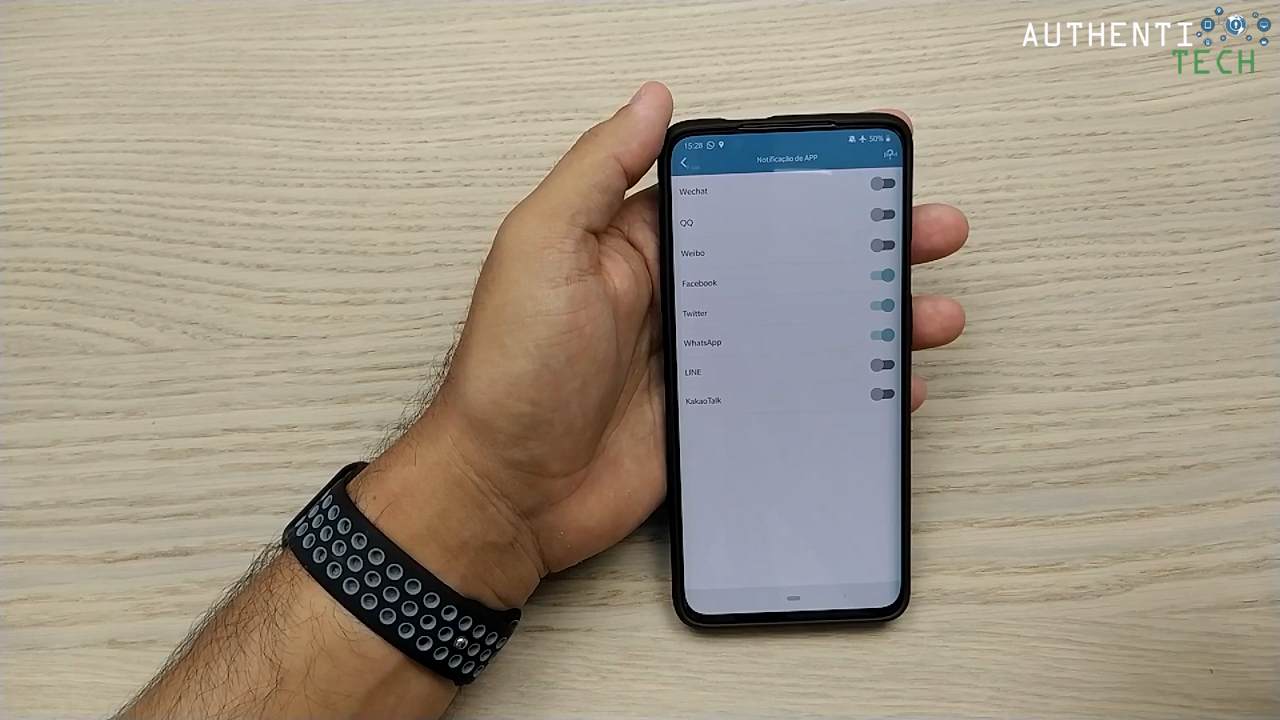 AUTHENTI
TECH
15:28
50%
Notificação de APP
Wechat
QQ
Weibo
Facebook
Twitter
WhatsApp
LINE
KakaoTalk